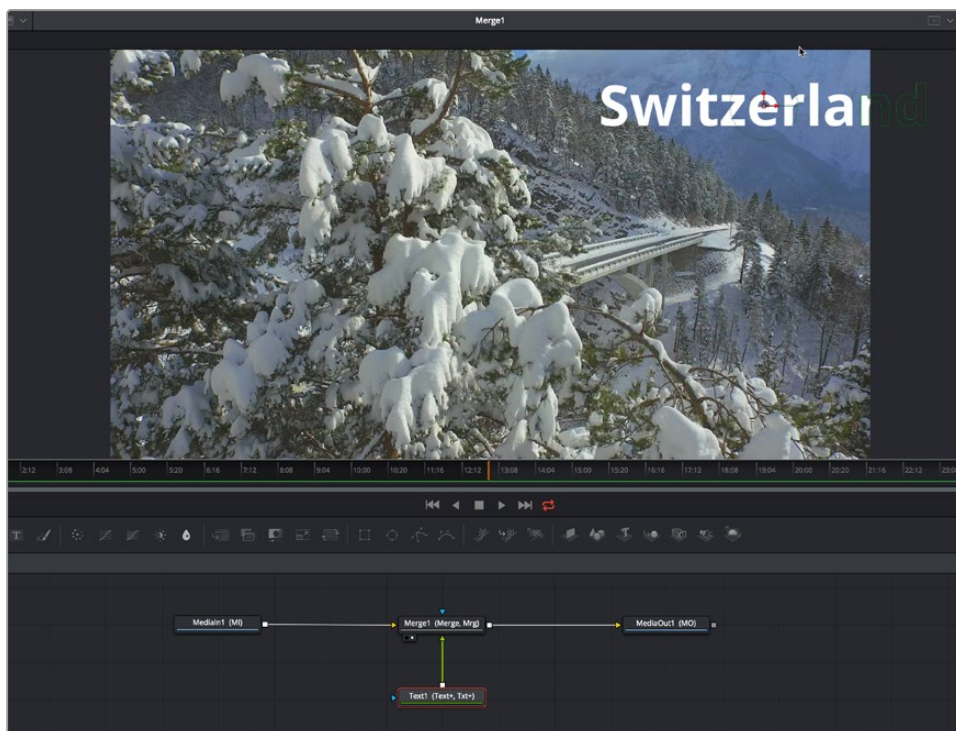 Merge1
Switzerland
2:12 3:08 4:04 5:00 5:20 6:16 7:12 8:08 9:04 10:00 10:20 11:16 12:12 13:08 14:04 15:00 15:20 16:16 17:12 18:08 19:04 20:00 20:20 21:16 22:12 23:0
T
MediaIn1 (MI)
Merge1 (Merge, Mrg)
MediaOut1 (MO)
Text1 (Text+, Txt+)